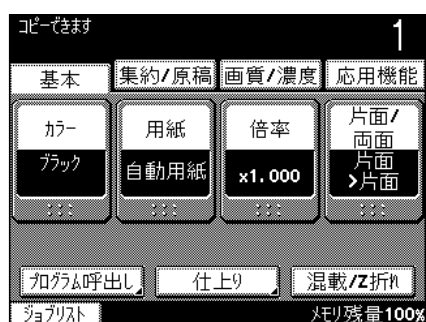 コピーできます 1
基本 集約/原稿 画質/濃度 応用機能
カラー 用紙 倍率 片面/
両面
ブラック 自動用紙 x1.000 片面
>片面
プログラム呼出し 仕上り 混載/Z折れ
ジョブリスト メモリ残量100%